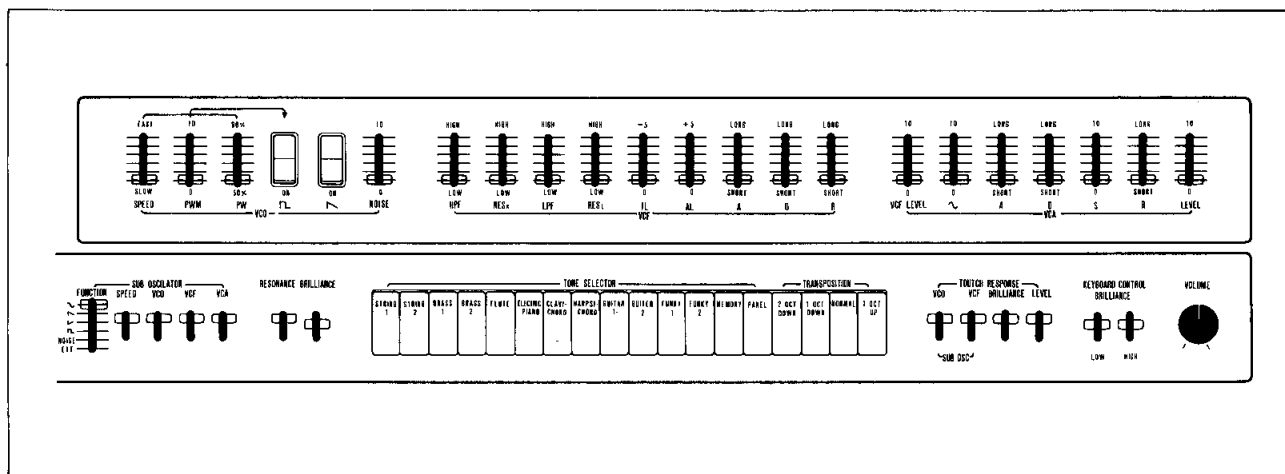 FAST 10 90% 10 HIGH HIGH HIGH HIGH -5 +5 LONG LONG LONG 10 10 LONG LONG 10 LONG 10
SLOW 0 50% ON ON 0 LOW LOW LOW LOW 0 0 SHORT SHORT SHORT 0 0 SHORT SHORT 0 SHORT 0
SPEED PWM PW NOISE HPF RESH LPF RESL IL AL A D R VCF LEVEL A D S R LEVEL
VCO VCF VCA
SUB OSCILATOR
FUNCTION SPEED VCO VCF VCA
NOISE
EXT
RESONANCE BRILLIANCE
TONE SELECTOR TRANSPOSITION
STRING 1
STRING 2
BRASS 1
BRASS 2
FLUTE
ELECTRIC PIANO
CLAVI-CHORD
HARPSI-CHORD
GUITAR 1
GUITER 2
FUNKY 1
FUNKY 2
MEMORY
PANEL
2 OCT DOWN
1 OCT DOWN
NORMAL
1 OCT UP
TOUTCH RESPONSE
VCO VCF BRILLIANCE LEVEL
SUB OSC
KEYBOARD CONTROL
BRILLIANCE
LOW HIGH
VOLUME